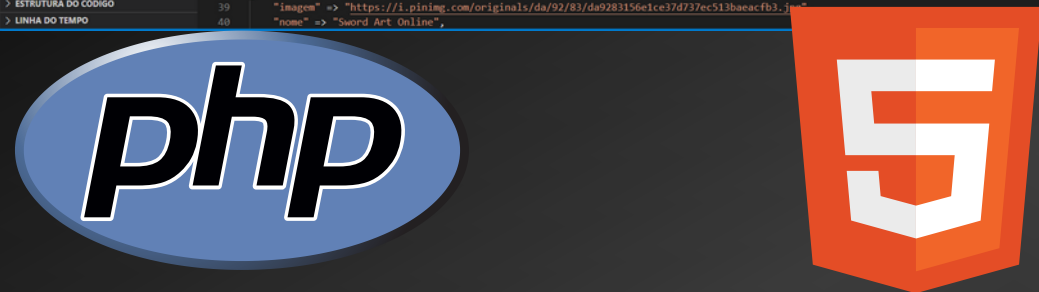 ESTRUTURA DO CÓDIGO
39 "imagem" => "https://i.pinimg.com/originals/da/92/83/da9283156e1ce37d737ec513baeacfb3.jpg"
LINHA DO TEMPO
40 "nome" => "Sword Art Online",
php
5